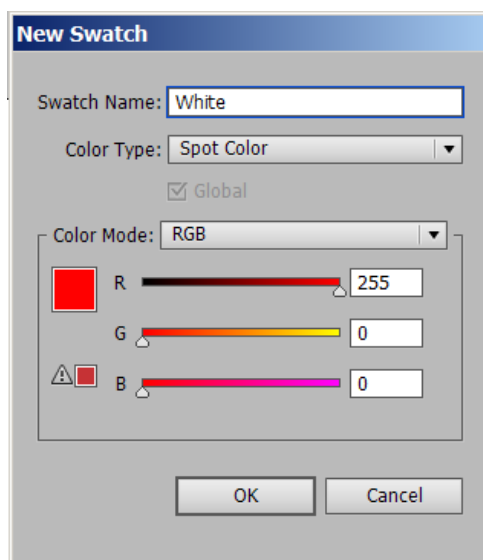 New Swatch
Swatch Name: White
Color Type: Spot Color
Global
Color Mode: RGB
R 255
G 0
B 0
OK Cancel